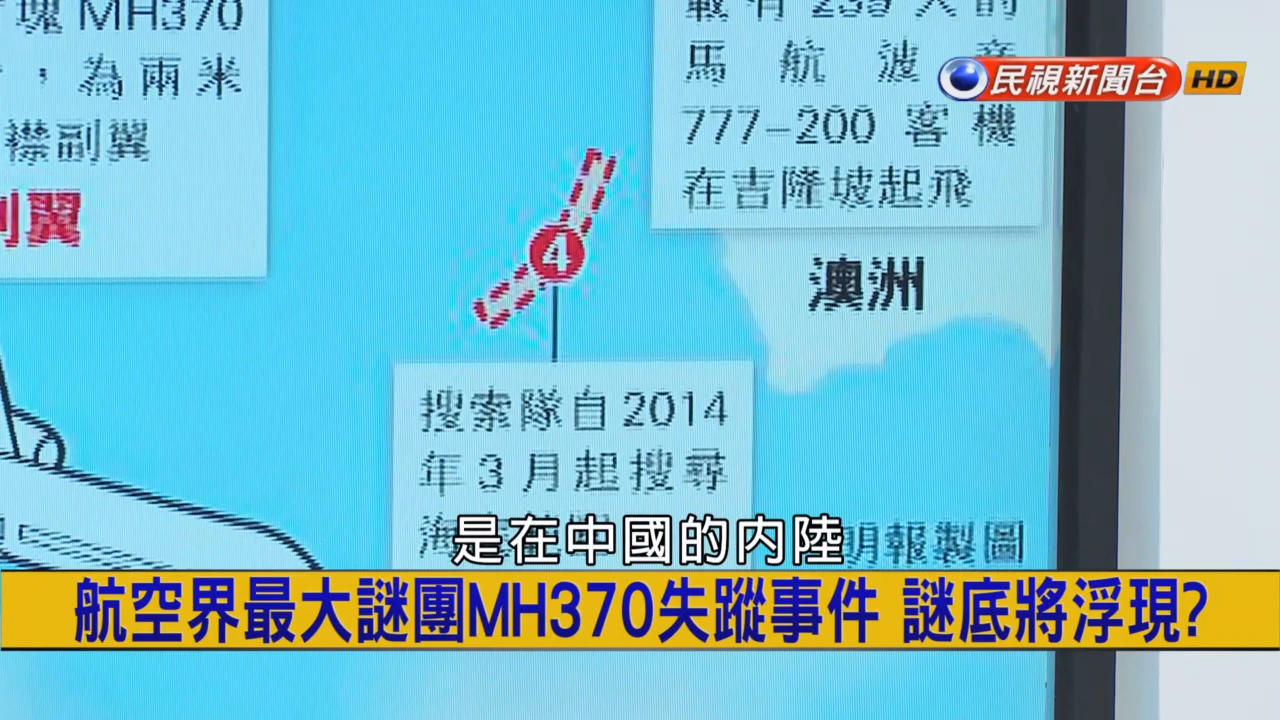 塊MH370
，為兩米
襟副翼
副翼
載有239人的
馬航波音
777-200客機
在吉隆坡起飛
民視新聞台 HD
4
澳洲
搜索隊自2014
年3月起搜尋
海
明報製圖
是在中國的内陸
航空界最大謎團MH370失蹤事件 謎底將浮現?